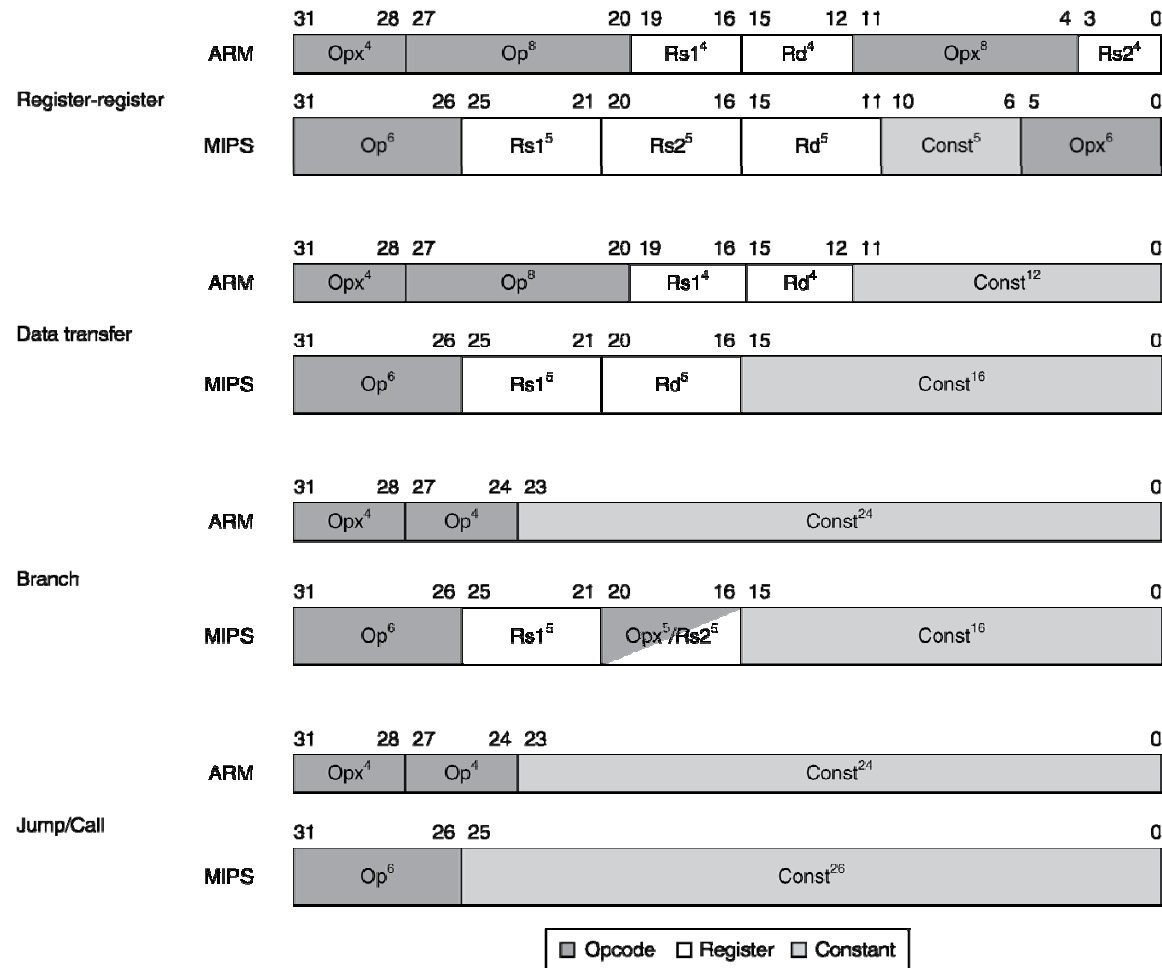 31 28 27 20 19 16 15 12 11 4 3 0
ARM Opx4 Op8 Rs14 Rd4 Opx8 Rs24
Register-register
31 26 25 21 20 16 15 11 10 6 5 0
MIPS Op6 Rs15 Rs25 Rd5 Const5 Opx6
31 28 27 20 19 16 15 12 11 0
ARM Opx4 Op8 Rs14 Rd4 Const12
Data transfer
31 26 25 21 20 16 15 0
MIPS Op6 Rs15 Rd5 Const16
31 28 27 24 23 0
ARM Opx4 Op4 Const24
Branch
31 26 25 21 20 16 15 0
MIPS Op6 Rs15 Opx5/Rs25 Const16
31 28 27 24 23 0
ARM Opx4 Op4 Const24
Jump/Call
31 26 25 0
MIPS Op6 Const26
Opcode Register Constant